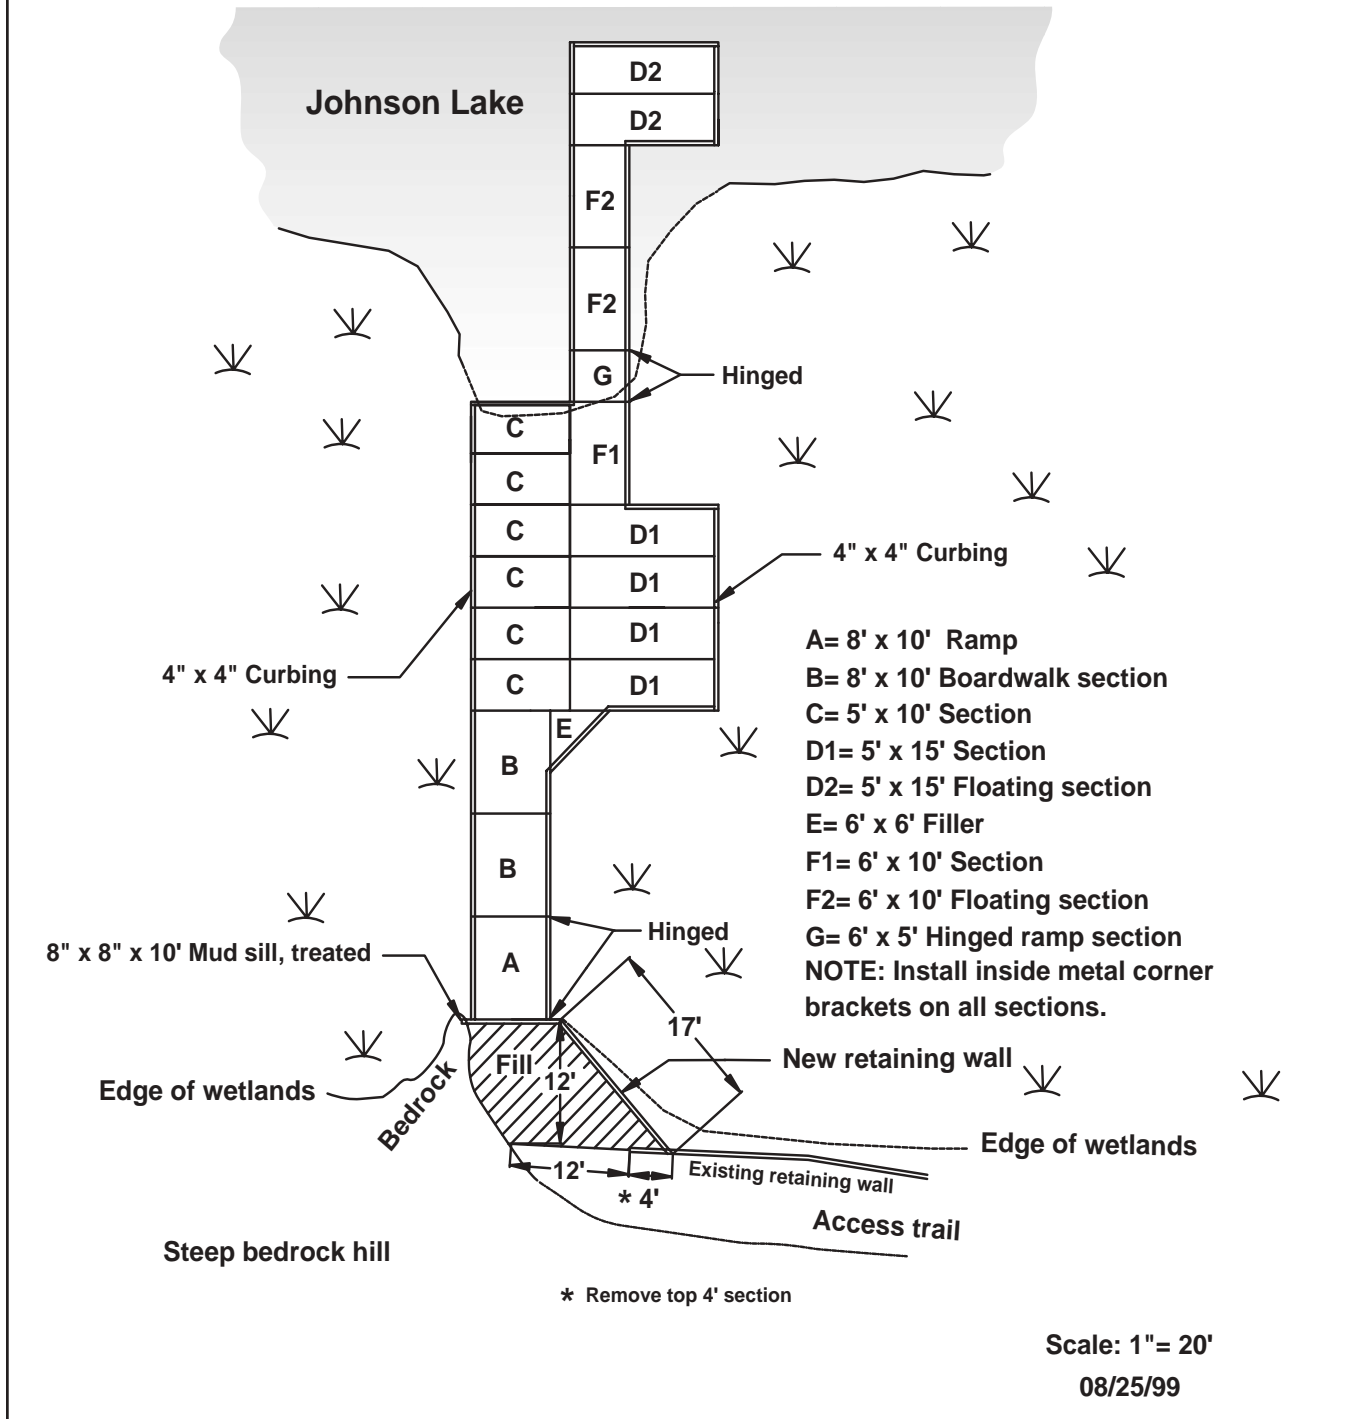 D2
Johnson Lake
D2
F2
F2
G
Hinged
C
F1
C
C
D1
4" x 4" Curbing
C
D1
C
D1
A= 8' x 10' Ramp
4" x 4" Curbing
B= 8' x 10' Boardwalk section
C
D1
C= 5' x 10' Section
E
D1= 5' x 15' Section
B
D2= 5' x 15' Floating section
E= 6' x 6' Filler
F1= 6' x 10' Section
B
F2= 6' x 10' Floating section
Hinged
G= 6' x 5' Hinged ramp section
8" x 8" x 10' Mud sill, treated
A
NOTE: Install inside metal corner
brackets on all sections.
17'
Fill
New retaining wall
12'
Edge of wetlands
Bedrock
Edge of wetlands
12'
Existing retaining wall
* 4'
Access trail
Steep bedrock hill
* Remove top 4' section
Scale: 1"= 20'
08/25/99